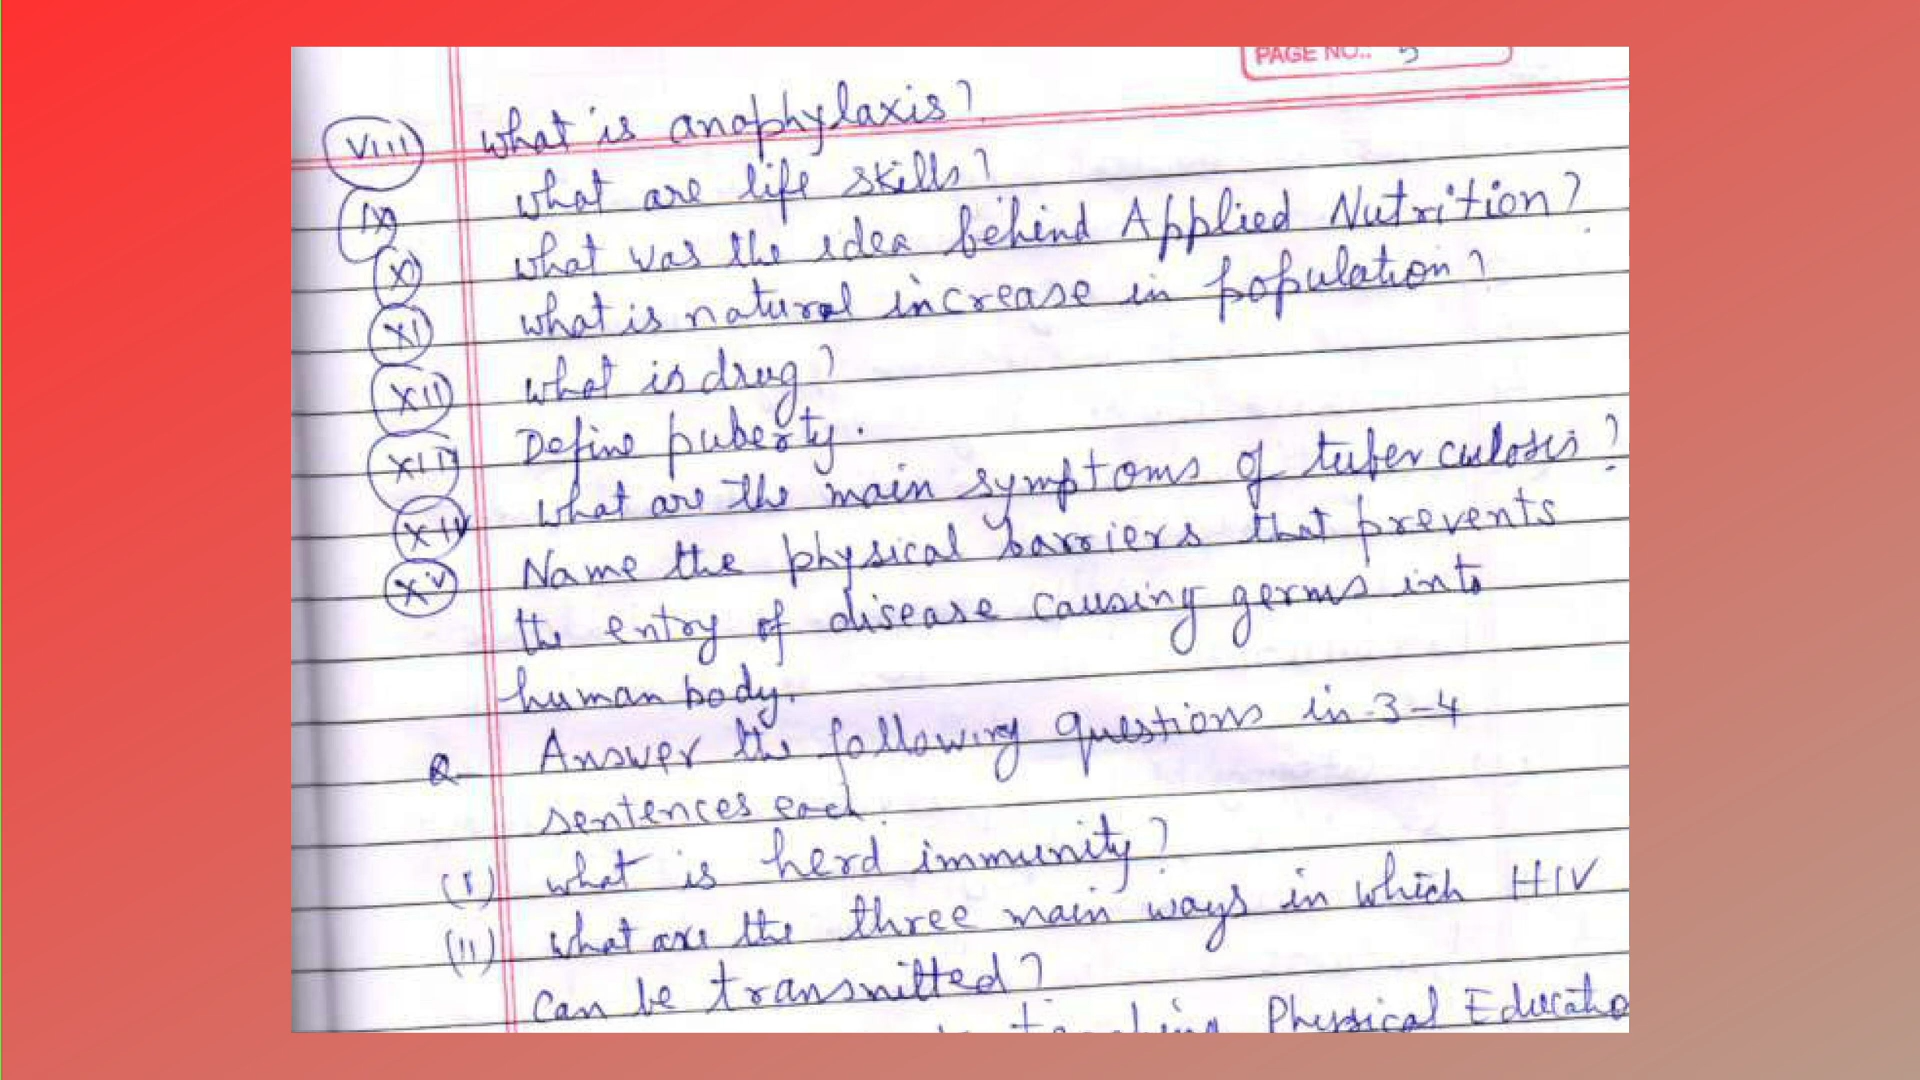 PAGE NO.. 5
VIII what is anaphylaxis?
IX what are life skills?
X what was the idea behind Applied Nutrition?
XI what is natural increase in population?
XII what is drug?
XIII Define puberty.
XIV what are the main symptoms of tuberculosis?
XV Name the physical barriers that prevents
the entry of disease causing germs into
human body.
Q- Answer the following questions in 3-4
sentences each.
(I) what is herd immunity?
(II) what are the three main ways in which HIV
can be transmitted?
Physical Educatio